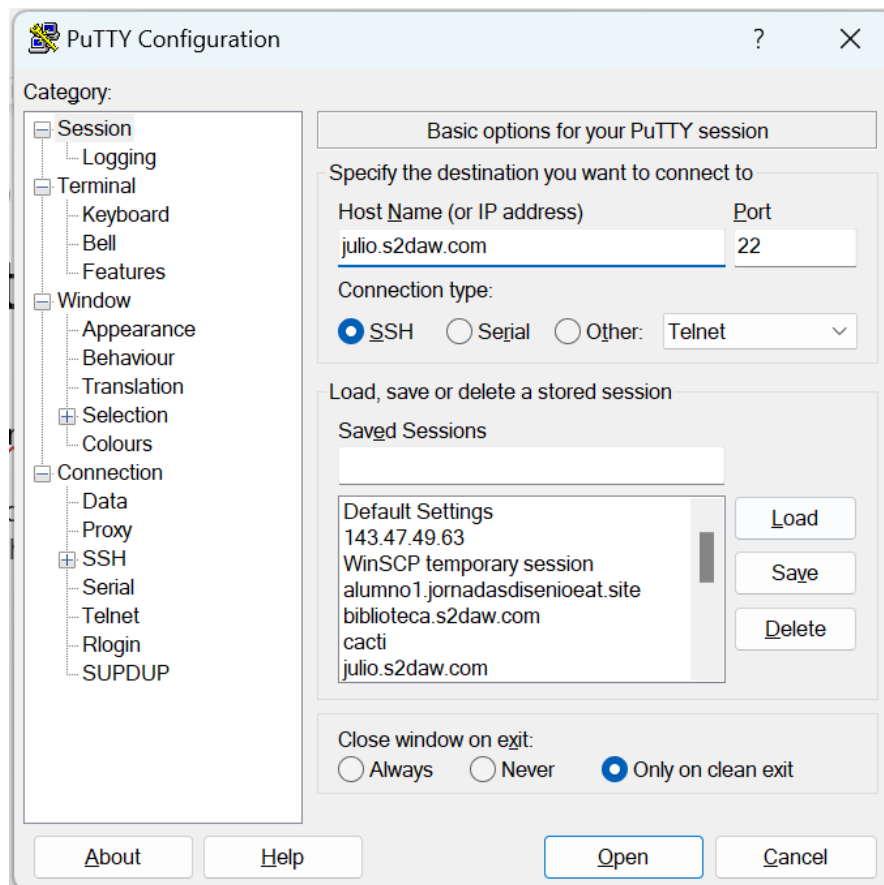 PuTTY Configuration
?
Category:
Session
Logging
Terminal
Keyboard
Bell
Features
Window
Appearance
Behaviour
Translation
Selection
Colours
Connection
Data
Proxy
SSH
Serial
Telnet
Rlogin
SUPDUP
Basic options for your PuTTY session
Specify the destination you want to connect to
Host Name (or IP address) Port
julio.s2daw.com 22
Connection type:
SSH Serial Other: Telnet
Load, save or delete a stored session
Saved Sessions
Default Settings
143.47.49.63
WinSCP temporary session
alumno1.jornadasdisenioeat.site
biblioteca.s2daw.com
cacti
julio.s2daw.com
Load
Save
Delete
Close window on exit:
Always Never Only on clean exit
About Help Open Cancel